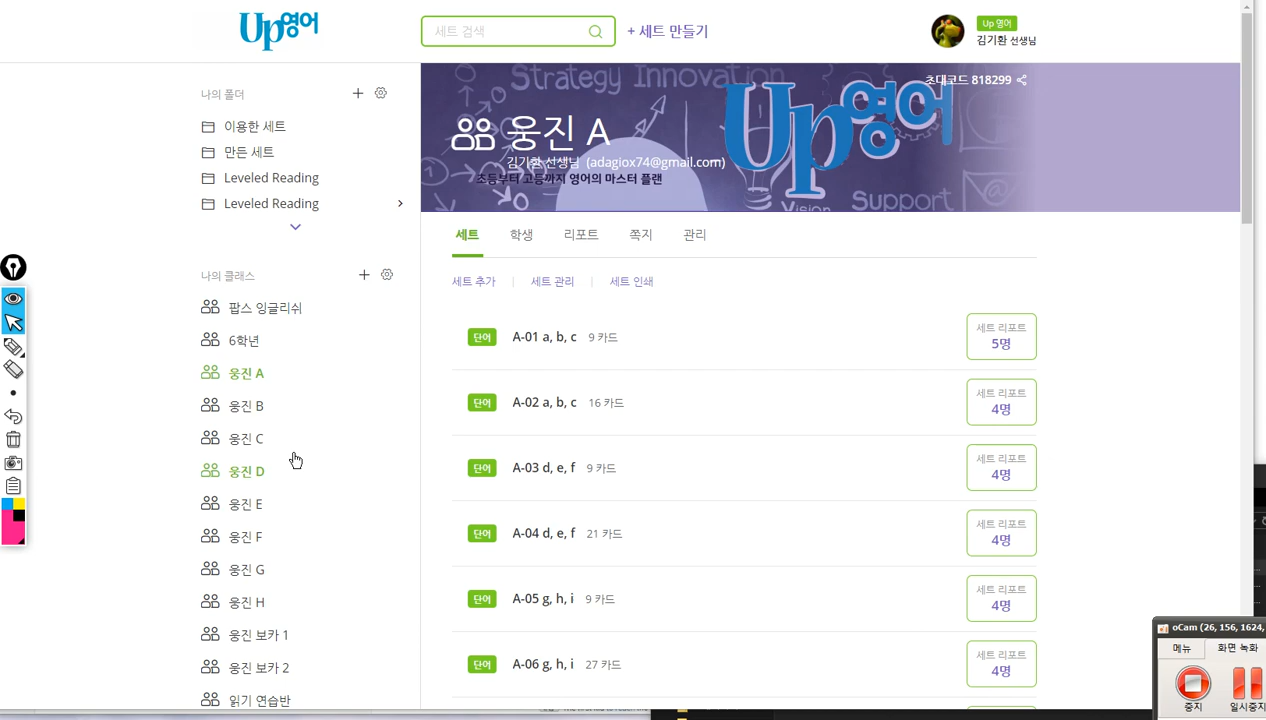 Up영어
세트 검색
+ 세트 만들기
Up 영어
김기환 선생님
나의 폴더
이용한 세트
만든 세트
Leveled Reading
Leveled Reading
나의 클래스
팝스 잉글리쉬
6학년
웅진 A
웅진 B
웅진 C
웅진 D
웅진 E
웅진 F
웅진 G
웅진 H
웅진 보카 1
웅진 보카 2
읽기 연습반
Strategy Innovation
초대코드 818299
Up영어
웅진 A
김기환 선생님 (adagiox74@gmail.com)
초등부터 고등까지 영어의 마스터 플랜
Vision
Support
세트 학생 리포트 쪽지 관리
세트 추가 | 세트 관리 | 세트 인쇄
단어 A-01 a, b, c 9 카드
세트 리포트
5명
단어 A-02 a, b, c 16 카드
세트 리포트
4명
단어 A-03 d, e, f 9 카드
세트 리포트
4명
단어 A-04 d, e, f 21 카드
세트 리포트
4명
단어 A-05 g, h, i 9 카드
세트 리포트
4명
단어 A-06 g, h, i 27 카드
세트 리포트
4명
oCam (26, 156, 1624,
메뉴 화면 녹화
중지 일시중지